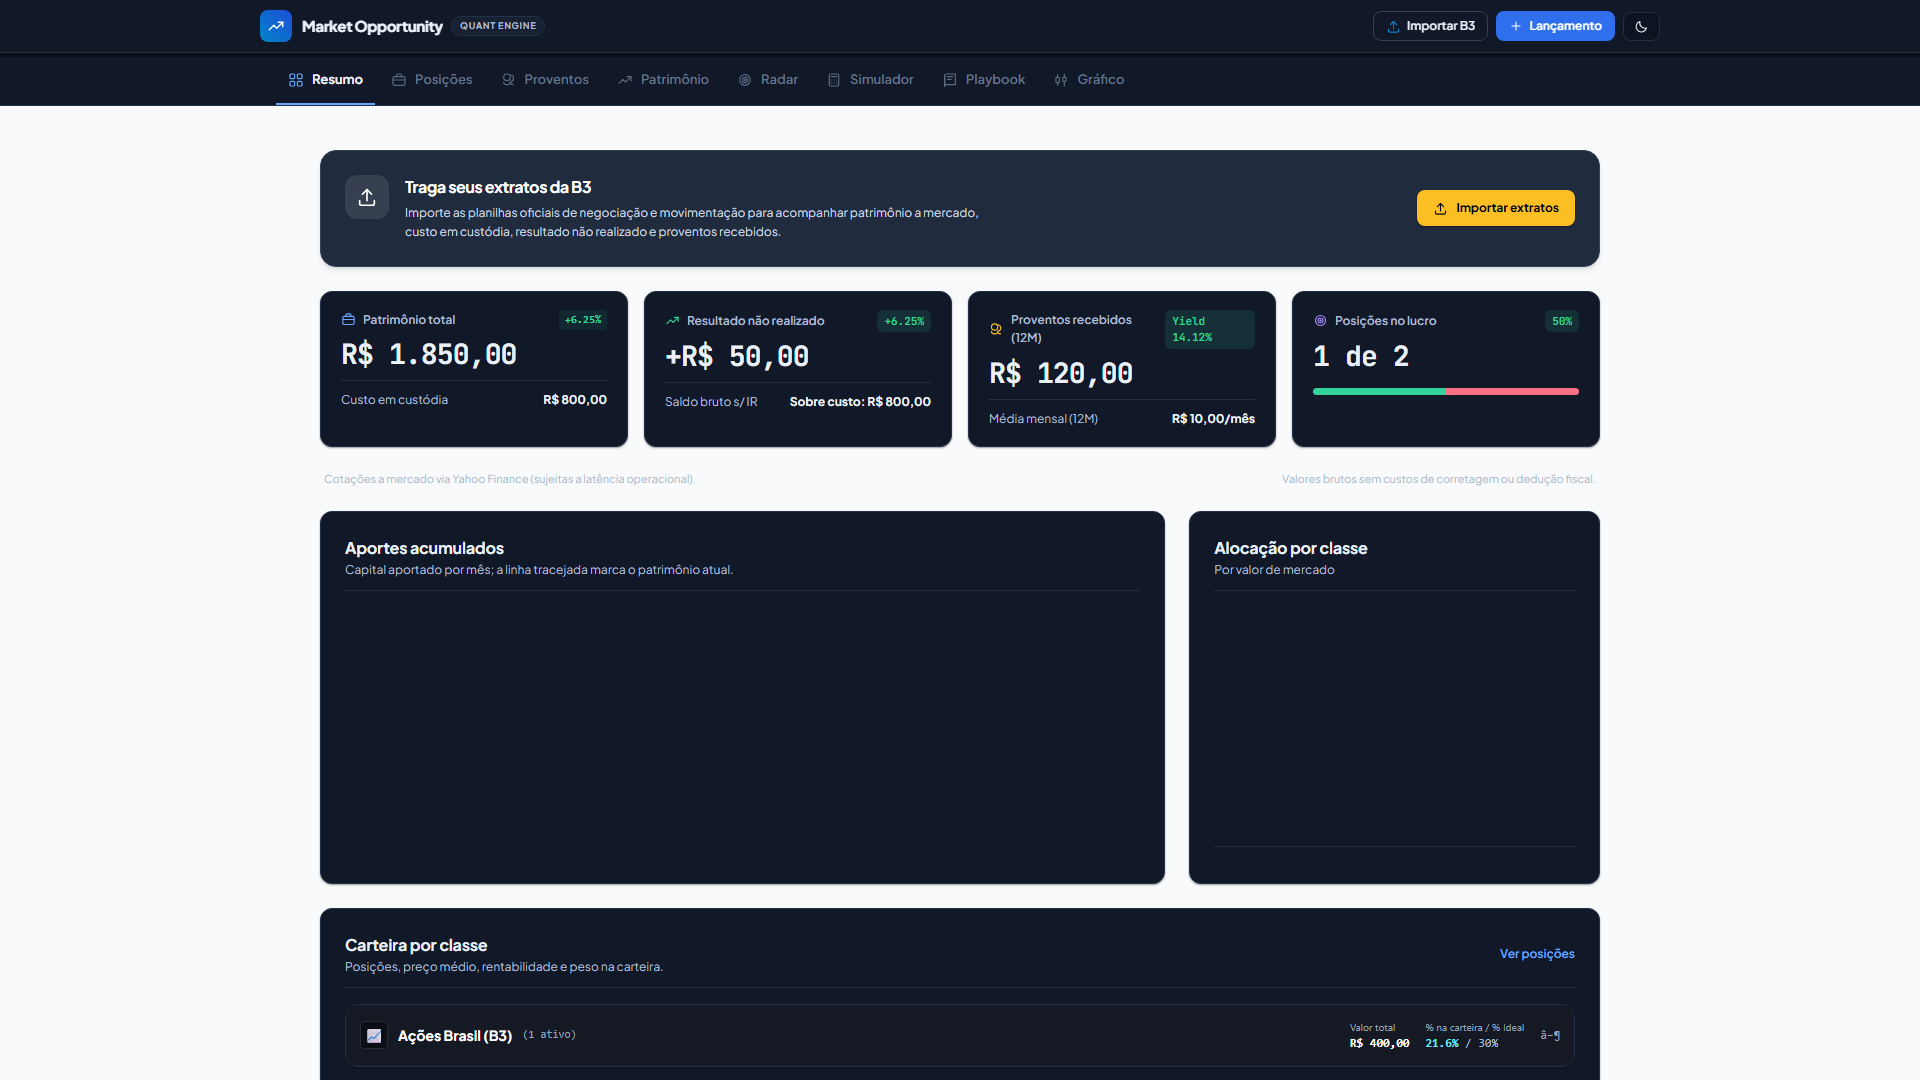 Market Opportunity
QUANT ENGINE
Importar B3
Lançamento
Resumo
Posições
Proventos
Patrimônio
Radar
Simulador
Playbook
Gráfico
Traga seus extratos da B3
Importe as planilhas oficiais de negociação e movimentação para acompanhar patrimônio a mercado,
custo em custódia, resultado não realizado e proventos recebidos.
Importar extratos
Patrimônio total
+6.25%
R$ 1.850,00
Custo em custódia
R$ 800,00
Resultado não realizado
+6.25%
+R$ 50,00
Saldo bruto s/ IR
Sobre custo: R$ 800,00
Proventos recebidos
(12M)
Yield
14.12%
R$ 120,00
Média mensal (12M)
R$ 10,00/mês
Posições no lucro
50%
1 de 2
Cotações a mercado via Yahoo Finance (sujeitas a latência operacional).
Valores brutos sem custos de corretagem ou dedução fiscal.
Aportes acumulados
Capital aportado por mês; a linha tracejada marca o patrimônio atual.
Alocação por classe
Por valor de mercado
Carteira por classe
Posições, preço médio, rentabilidade e peso na carteira.
Ver posições
Ações Brasil (B3)
(1 ativo)
Valor total
R$ 400,00
% na carteira / % Ideal
21.6% / 30%
â–¶